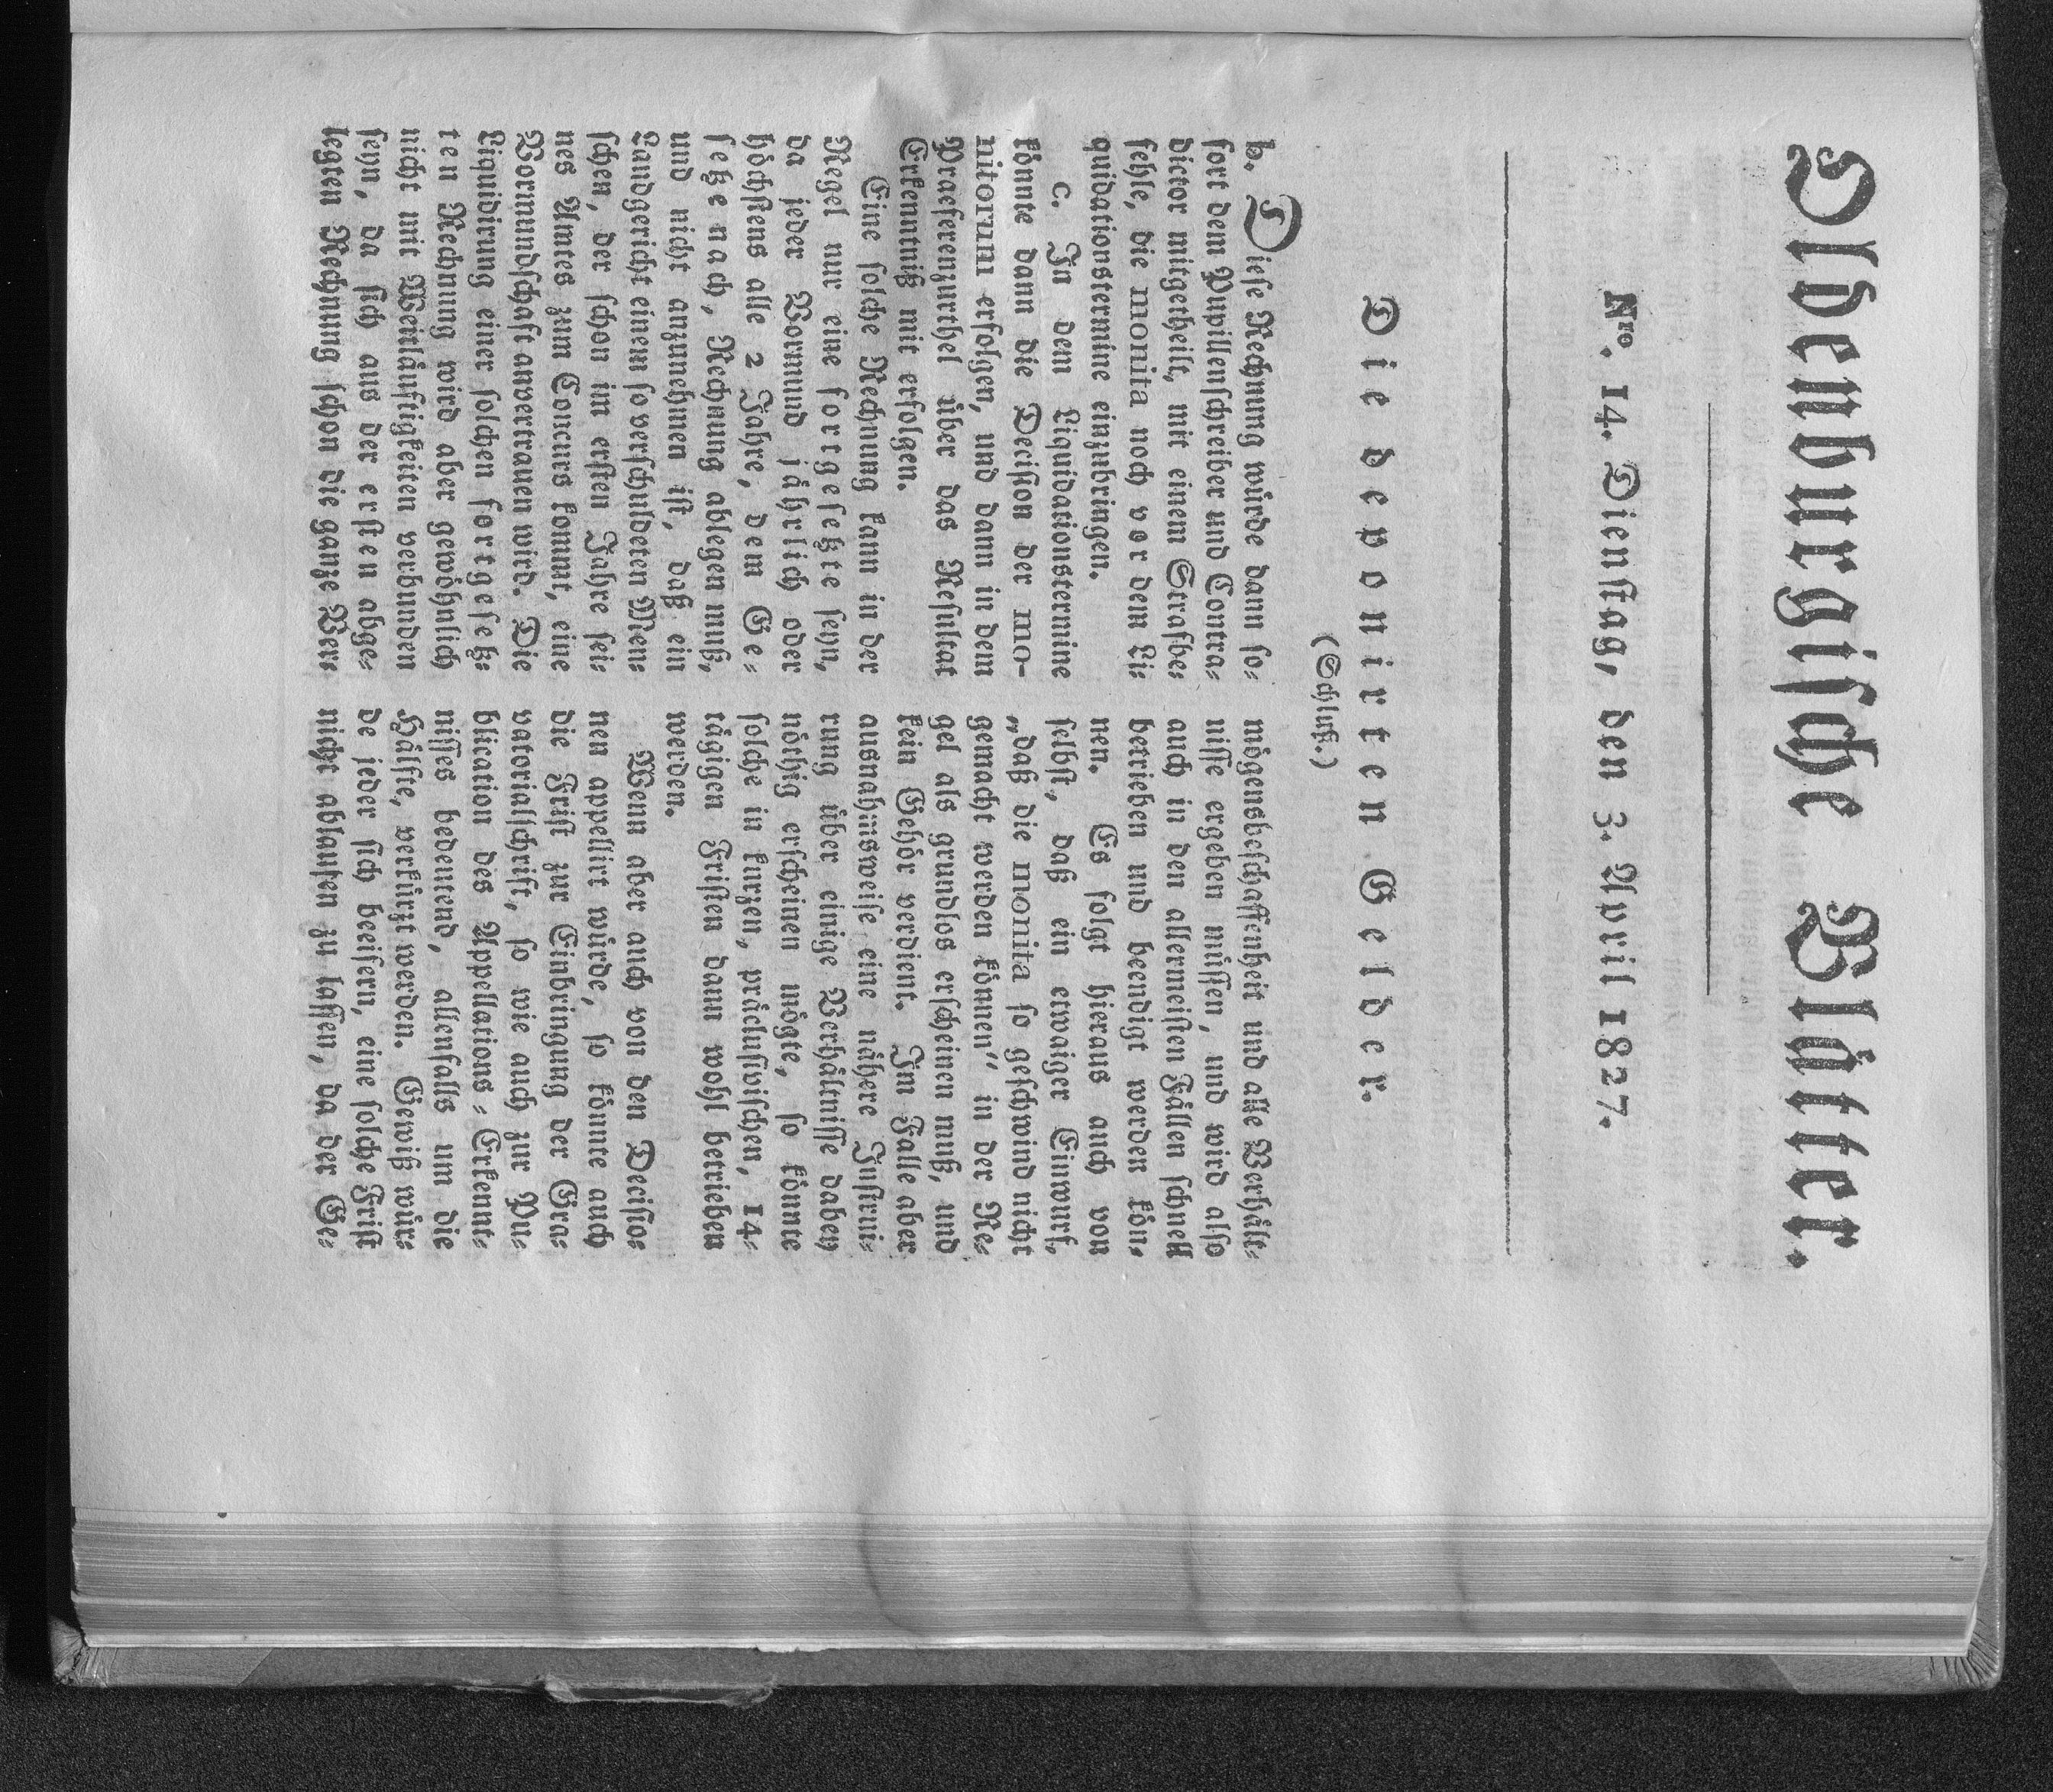 Oldenburgische Blätter.
Nro. 14. Dienſtag, den 3. April 1827.
Die deponirten Gelder.
(Schluß.)
b. Dieſe Rechnung würde dann ſo-
fort dem Pupillenſchreiber und Contra-
dictor mitgetheilt, mit einem Strafbe-
fehle, die monita noch vor dem Li-
quidationstermine einzubringen.
c. In dem Liquidationstermine
könnte dann die Deciſion der mo-
nitorum erfolgen, und dann in dem
Praeferenzurthel über das Reſultat
Erkenntniß mit erfolgen.
Eine ſolche Rechnung kann in der
Regel nur eine fortgeſetzte ſeyn,
da jeder Vormund jährlich oder
höchſtens alle 2 Jahre, dem Ge-
ſetze nach, Rechnung ablegen muß,
und nicht anzunehmen iſt, daß ein
Landgericht einem ſo verſchuldeten Men-
ſchen, der ſchon im erſten Jahre ſei-
nes Amtes zum Concurs kommt, eine
Vormundſchaft anvertrauen wird. Die
Liquidirung einer ſolchen fortgeſetz-
ten Rechnung wird aber gewöhnlich
nicht mit Weitläuftigkeiten verbunden
ſeyn, da ſich aus der erſten abge-
legten Rechnung ſchon die ganze Ver-
mögensbeſchaffenheit und alle Verhält-
niſſe ergeben müſſen, und wird alſo
auch in den allermeiſten Fällen ſchnell
betrieben und beendigt werden kön-
nen. Es folgt hieraus auch von
ſelbſt, daß ein etwaiger Einwurf,
„daß die monita ſo geſchwind nicht
gemacht werden können“ in der Re-
gel als grundlos erſcheinen muß, und
kein Gehör verdient. Im Falle aber
ausnahmsweiſe eine nähere Inſtrui-
rung über einige Verhältniſſe dabey
nöthig erſcheinen mögte, ſo könnte
ſolche in kurzen, präcluſiviſchen, 14-
tägigen Friſten dann wohl betrieben
werden.
Wenn aber auch von den Deciſio-
nen appellirt würde, ſo könnte auch
die Friſt zur Einbringung der Gra-
vatorialſchrift, ſo wie auch zur Pu-
blication des Appellations-Erkennt-
niſſes bedeutend, allenfalls um die
Hälfte, verkürzt werden. Gewiß wür-
de jeder ſich beeifern, eine ſolche Friſt
nicht ablaufen zu laſſen, da der Ge-